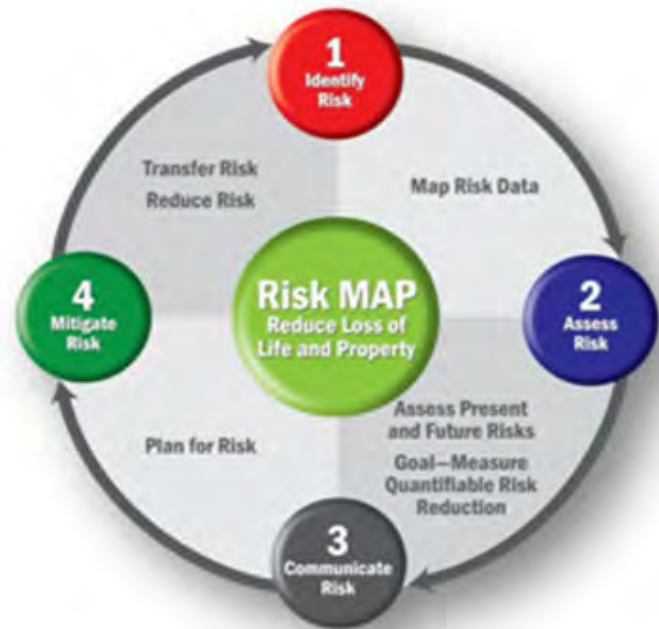 1
Identify
Risk
Transfer Risk
Reduce Risk
Map Risk Data
4
Mitigate
Risk
Risk MAP
Reduce Loss of
Life and Property
2
Assess
Risk
Plan for Risk
Assess Present
and Future Risks
Goal—Measure
Quantifiable Risk
Reduction
3
Communicate
Risk